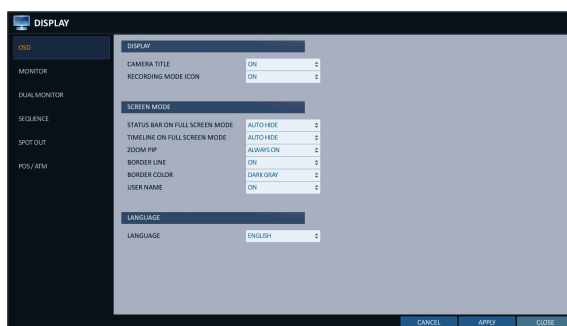 DISPLAY
OSD
MONITOR
DUAL MONITOR
SEQUENCE
SPOT OUT
POS / ATM
DISPLAY
CAMERA TITLE ON
RECORDING MODE ICON ON
SCREEN MODE
STATUS BAR ON FULL SCREEN MODE AUTO HIDE
TIMELINE ON FULL SCREEN MODE AUTO HIDE
ZOOM PIP ALWAYS ON
BORDER LINE ON
BORDER COLOR DARK GRAY
USER NAME ON
LANGUAGE
LANGUAGE ENGLISH
CANCEL APPLY CLOSE